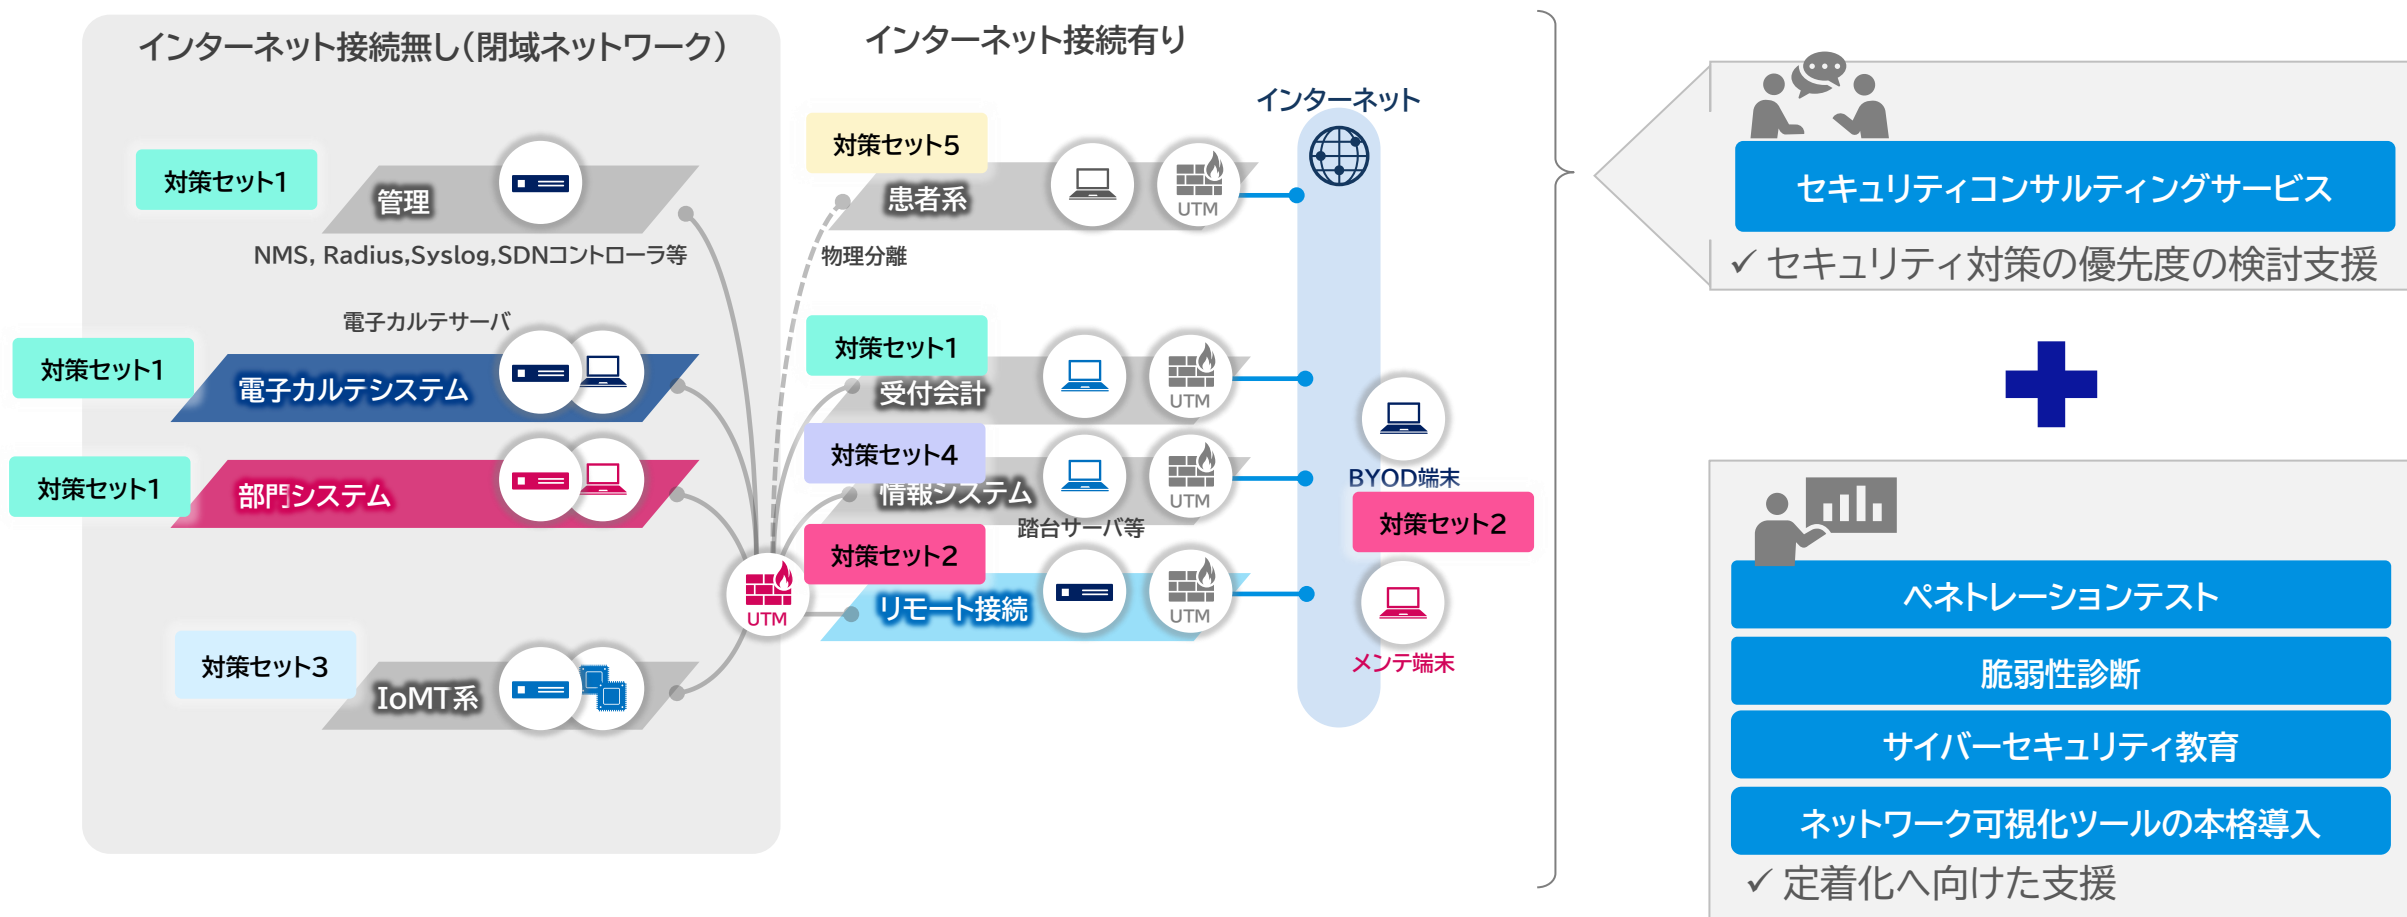 インターネット接続無し(閉域ネットワーク)
対策セット1
管理
NMS, Radius,Syslog,SDNコントローラ等
電子カルテサーバ
対策セット1
電子カルテシステム
対策セット1
部門システム
対策セット3
IoMT系
UTM
インターネット接続有り
インターネット
対策セット5
患者系
UTM
物理分離
対策セット1
受付会計
UTM
対策セット4
情報システム
UTM
踏台サーバ等
対策セット2
リモート接続
UTM
BYOD端末
対策セット2
メンテ端末
セキュリティコンサルティングサービス
✓ セキュリティ対策の優先度の検討支援
ペネトレーションテスト
脆弱性診断
サイバーセキュリティ教育
ネットワーク可視化ツールの本格導入
✓ 定着化へ向けた支援